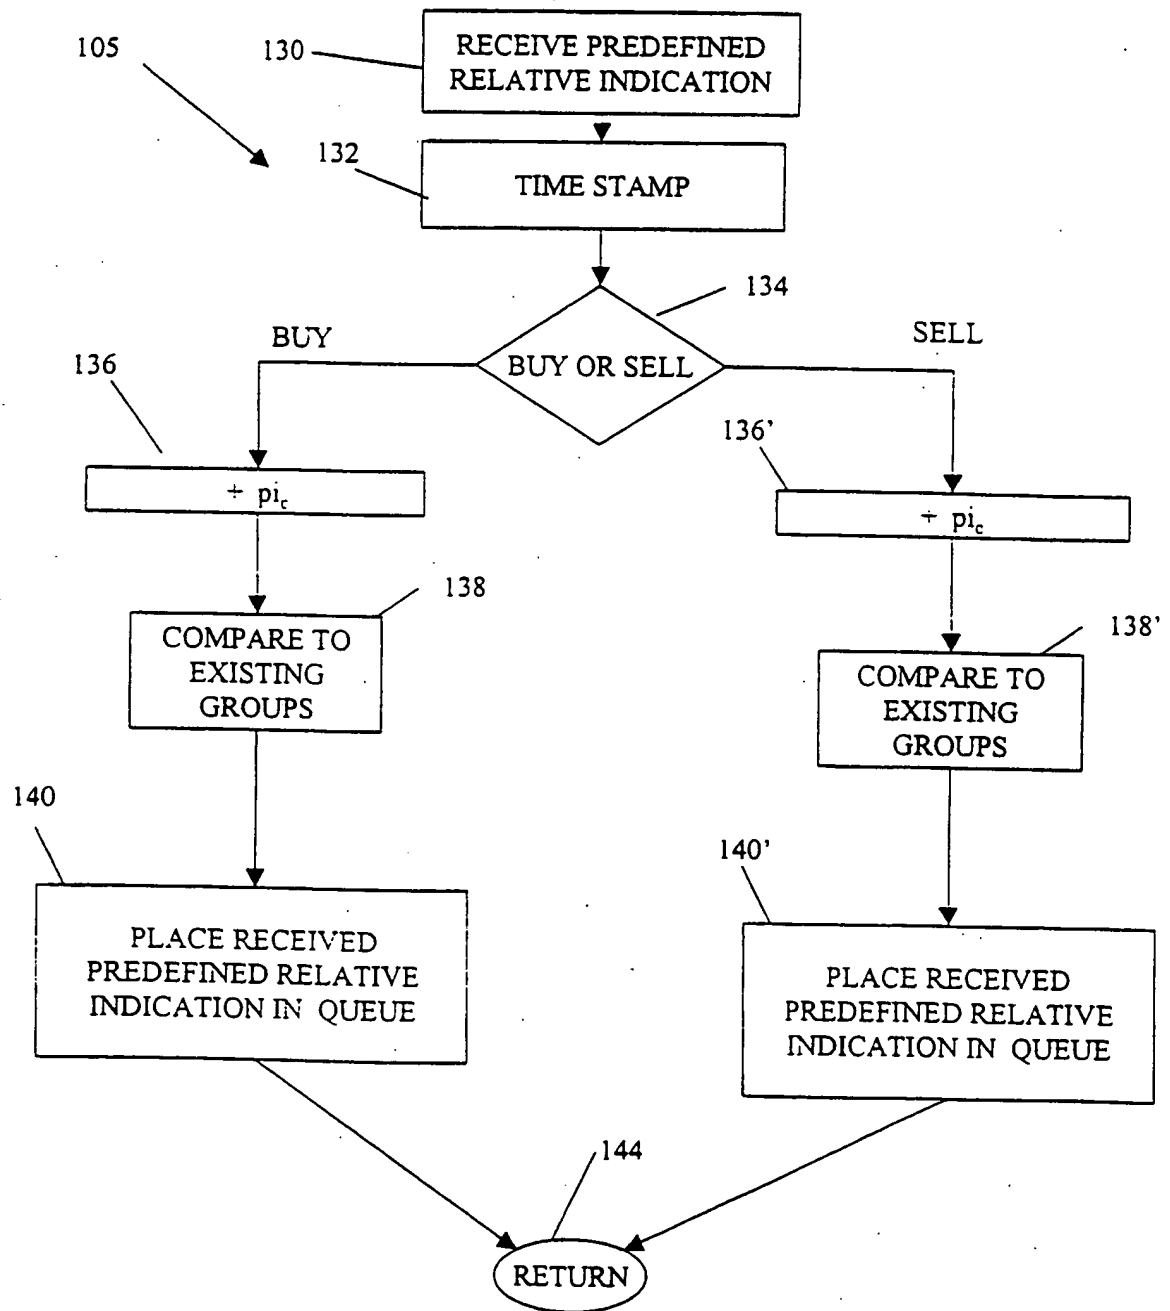 105
130
RECEIVE PREDEFINED
RELATIVE INDICATION
132
TIME STAMP
134
BUY OR SELL
BUY
SELL
136
÷ pi_c
136'
÷ pi_c
138
COMPARE TO
EXISTING
GROUPS
138'
COMPARE TO
EXISTING
GROUPS
140
PLACE RECEIVED
PREDEFINED RELATIVE
INDICATION IN QUEUE
140'
PLACE RECEIVED
PREDEFINED RELATIVE
INDICATION IN QUEUE
144
RETURN